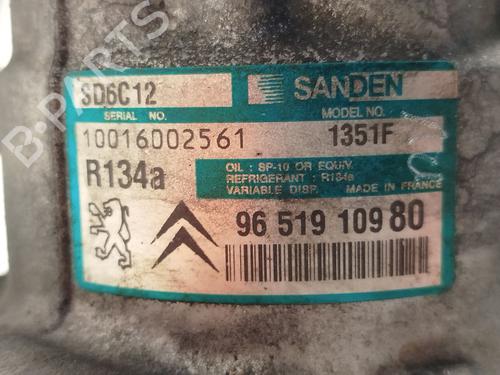 SD6C12
SANDEN
SERIAL NO.
MODEL NO.
10016002561
1351F
R134a
OIL : SP-10 OR EQUIV.
REFRIGERANT : R134a
VARIABLE DISP.
MADE IN FRANCE
96 519 109 80
B-PARTS